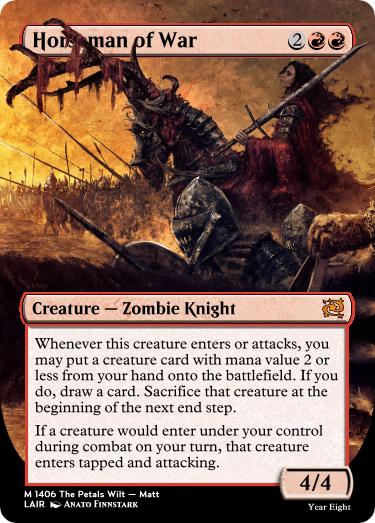 Horseman of War 2
Creature — Zombie Knight
Whenever this creature enters or attacks, you
may put a creature card with mana value 2 or
less from your hand onto the battlefield. If you
do, draw a card. Sacrifice that creature at the
beginning of the next end step.
If a creature would enter under your control
during combat on your turn, that creature
enters tapped and attacking.
4/4
M 1406 The Petals Wilt — Matt
LAIR Anato Finnstark
Year Eight